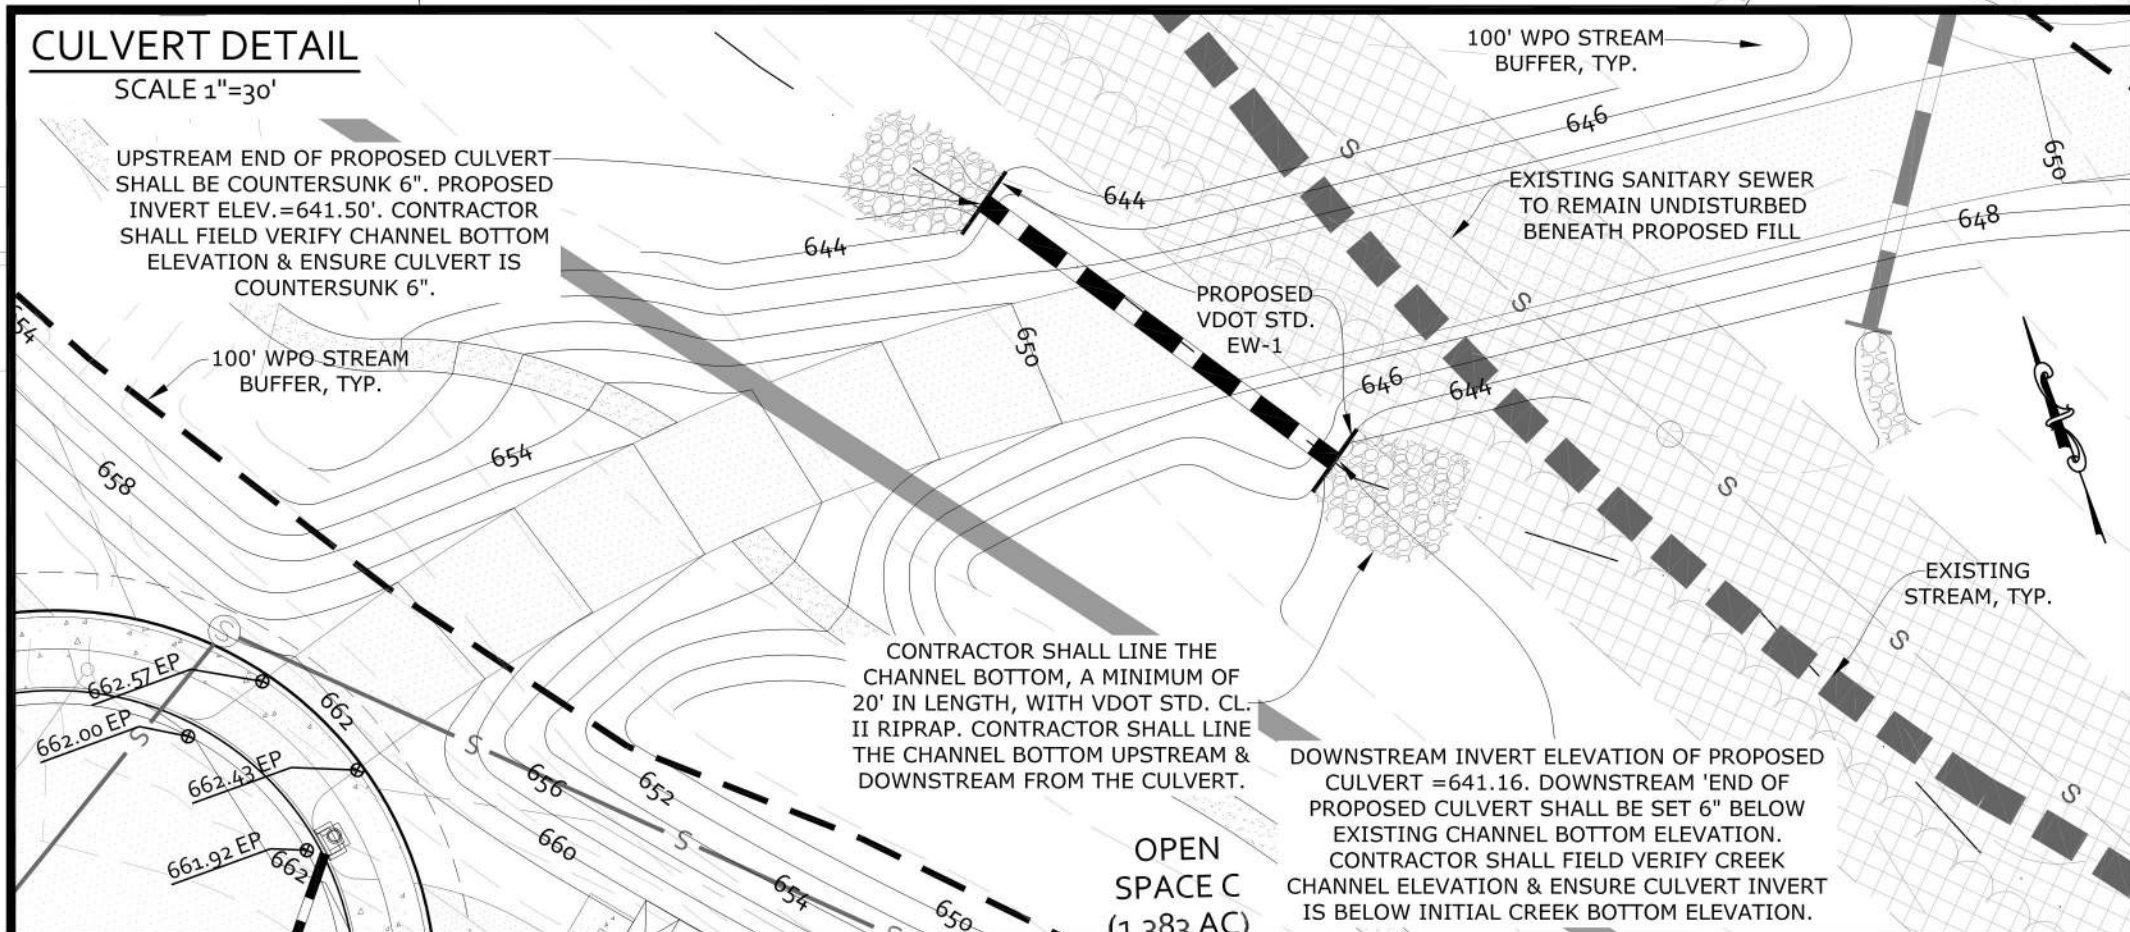 CULVERT DETAIL
SCALE 1"=30'
UPSTREAM END OF PROPOSED CULVERT
SHALL BE COUNTERSUNK 6". PROPOSED
INVERT ELEV.=641.50'. CONTRACTOR
SHALL FIELD VERIFY CHANNEL BOTTOM
ELEVATION & ENSURE CULVERT IS
COUNTERSUNK 6".
100' WPO STREAM
BUFFER, TYP.
646
S
650
EXISTING SANITARY SEWER
TO REMAIN UNDISTURBED
BENEATH PROPOSED FILL
644
648
644
PROPOSED
VDOT STD.
EW-1
S
654
650
100' WPO STREAM
BUFFER, TYP.
646
644
654
658
S
EXISTING
STREAM, TYP.
S
S
CONTRACTOR SHALL LINE THE
CHANNEL BOTTOM, A MINIMUM OF
20' IN LENGTH, WITH VDOT STD. CL.
II RIPRAP. CONTRACTOR SHALL LINE
THE CHANNEL BOTTOM UPSTREAM &
DOWNSTREAM FROM THE CULVERT.
662.57 EP
662
662.00 EP
S
S
662.43 EP
656
652
DOWNSTREAM INVERT ELEVATION OF PROPOSED
CULVERT =641.16. DOWNSTREAM 'END OF
PROPOSED CULVERT SHALL BE SET 6" BELOW
EXISTING CHANNEL BOTTOM ELEVATION.
CONTRACTOR SHALL FIELD VERIFY CREEK
CHANNEL ELEVATION & ENSURE CULVERT INVERT
IS BELOW INITIAL CREEK BOTTOM ELEVATION.
S
661.92 EP
662
660
S
654
650
S
OPEN
SPACE C
(1.383 AC)